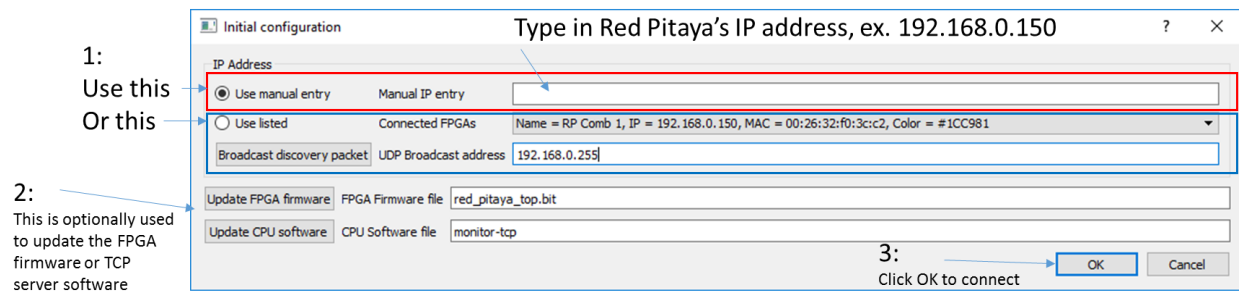 Initial configuration
Type in Red Pitaya's IP address, ex. 192.168.0.150
?
×
1:
Use this
Or this
IP Address
Use manual entry
Manual IP entry
Use listed
Connected FPGAs
Name = RP Comb 1, IP = 192.168.0.150, MAC = 00:26:32:f0:3c:c2, Color = #1CC981
Broadcast discovery packet
UDP Broadcast address
192.168.0.255
2:
This is optionally used
to update the FPGA
firmware or TCP
server software
Update FPGA firmware
FPGA Firmware file
red_pitaya_top.bit
Update CPU software
CPU Software file
monitor-tcp
3:
Click OK to connect
OK
Cancel